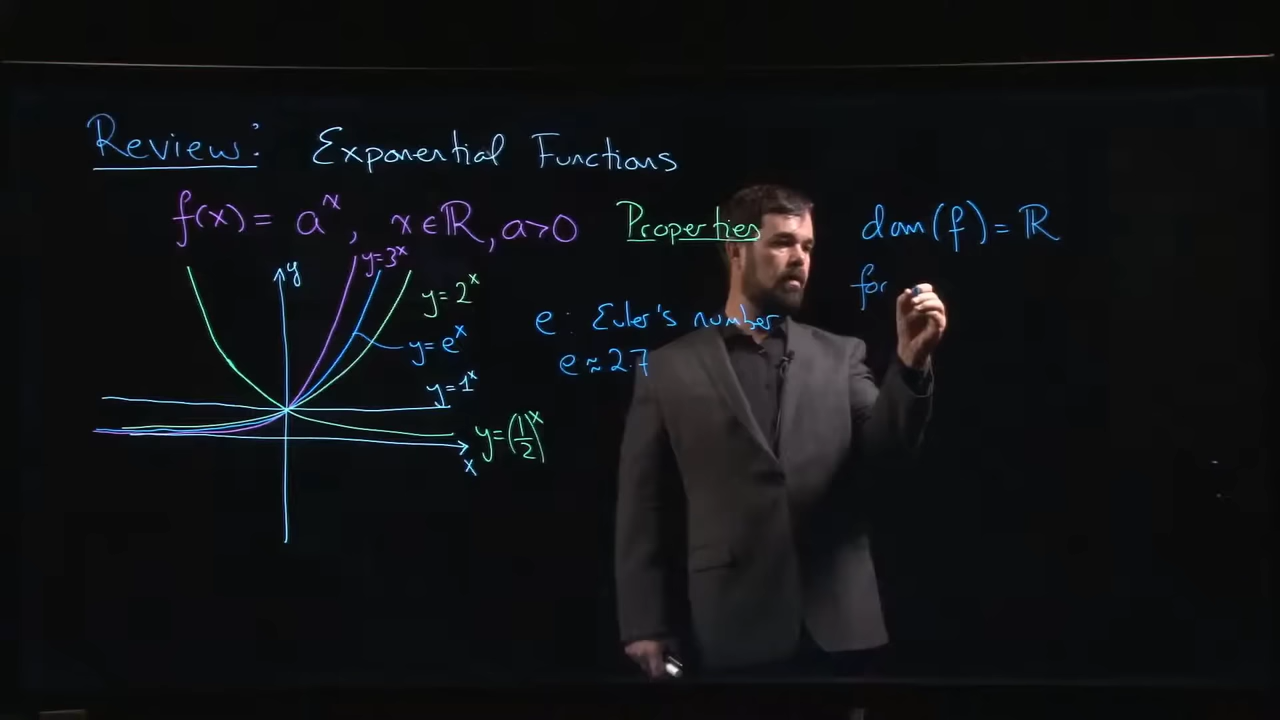 Review: Exponential Functions
f(x) = a^x, x ∈ ℝ, a > 0
Properties
dom(f) = ℝ
for
y
y=3^x
y=2^x
y=e^x
y=1^x
y=(1/2)^x
x
e: Euler's number
e ≈ 2.7